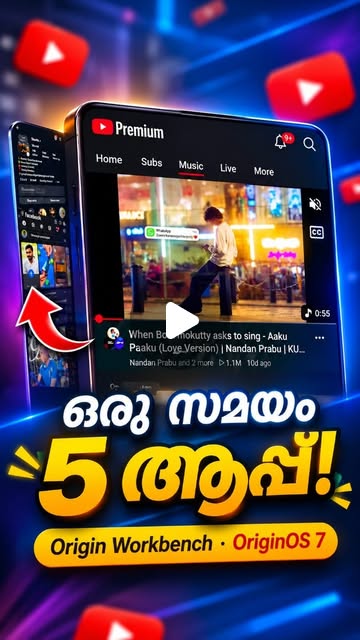 Premium
9+
Home Subs Music Live More
CC
0:55
When Bo mokutty asks to sing - Aaku
Paaku (Love Version) | Nandan Prabu | KU...
Nandan Prabu and 2 more ▷1.1M 10d ago
ഒരു സമയം
5 ആപ്പ്!
Origin Workbench · OriginOS 7